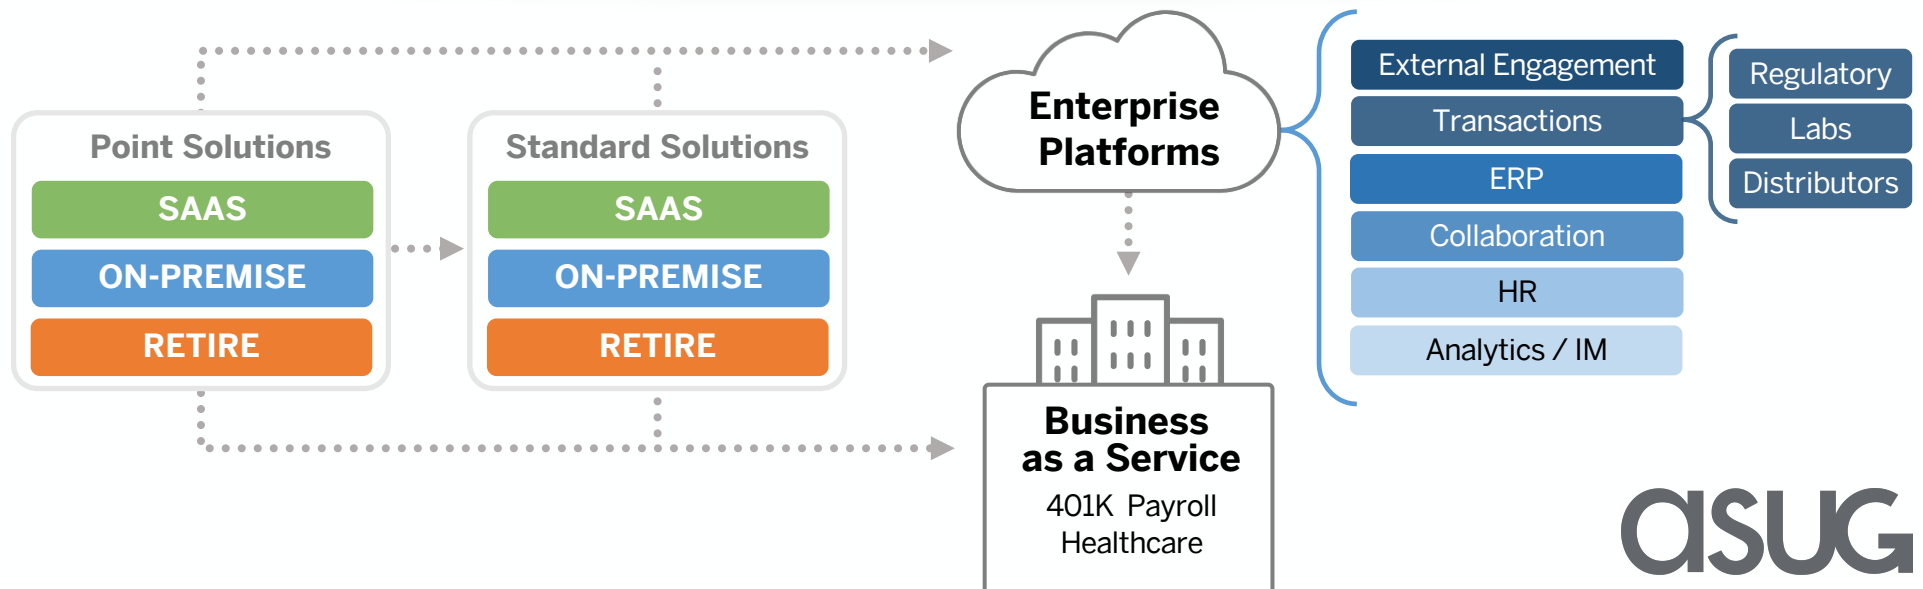 Point Solutions
SAAS
ON-PREMISE
RETIRE
Standard Solutions
SAAS
ON-PREMISE
RETIRE
Enterprise
Platforms
Business
as a Service
401K Payroll
Healthcare
External Engagement
Transactions
ERP
Collaboration
HR
Analytics / IM
Regulatory
Labs
Distributors
asug